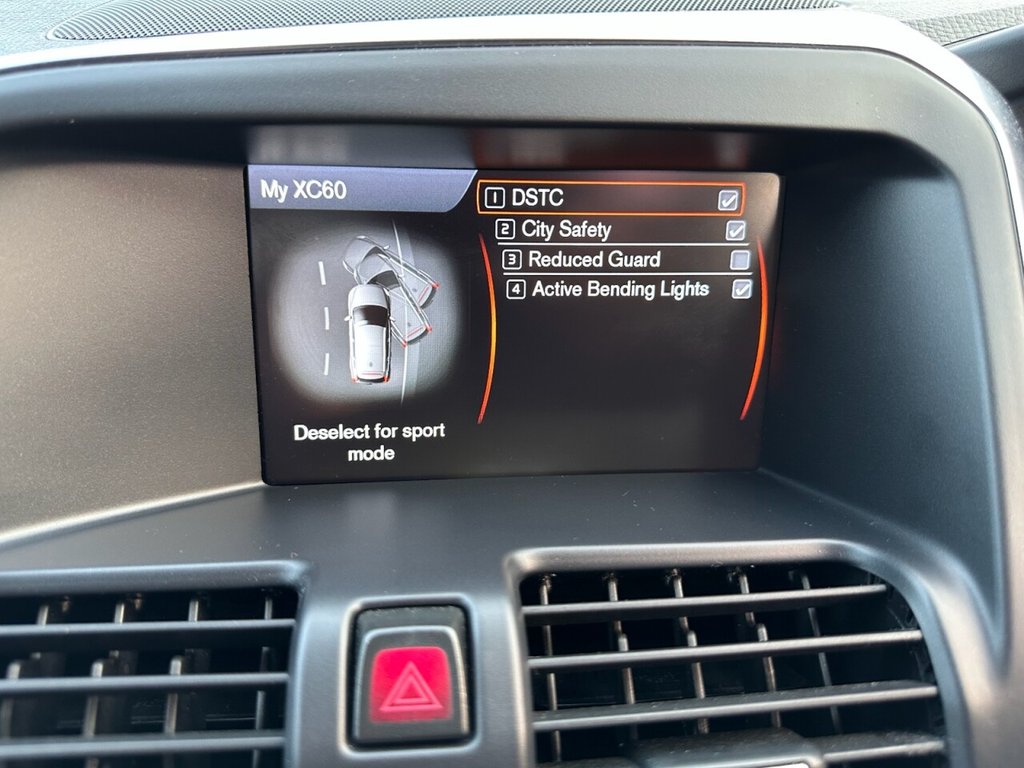 My XC60
1 DSTC
2 City Safety
3 Reduced Guard
4 Active Bending Lights
Deselect for sport
mode